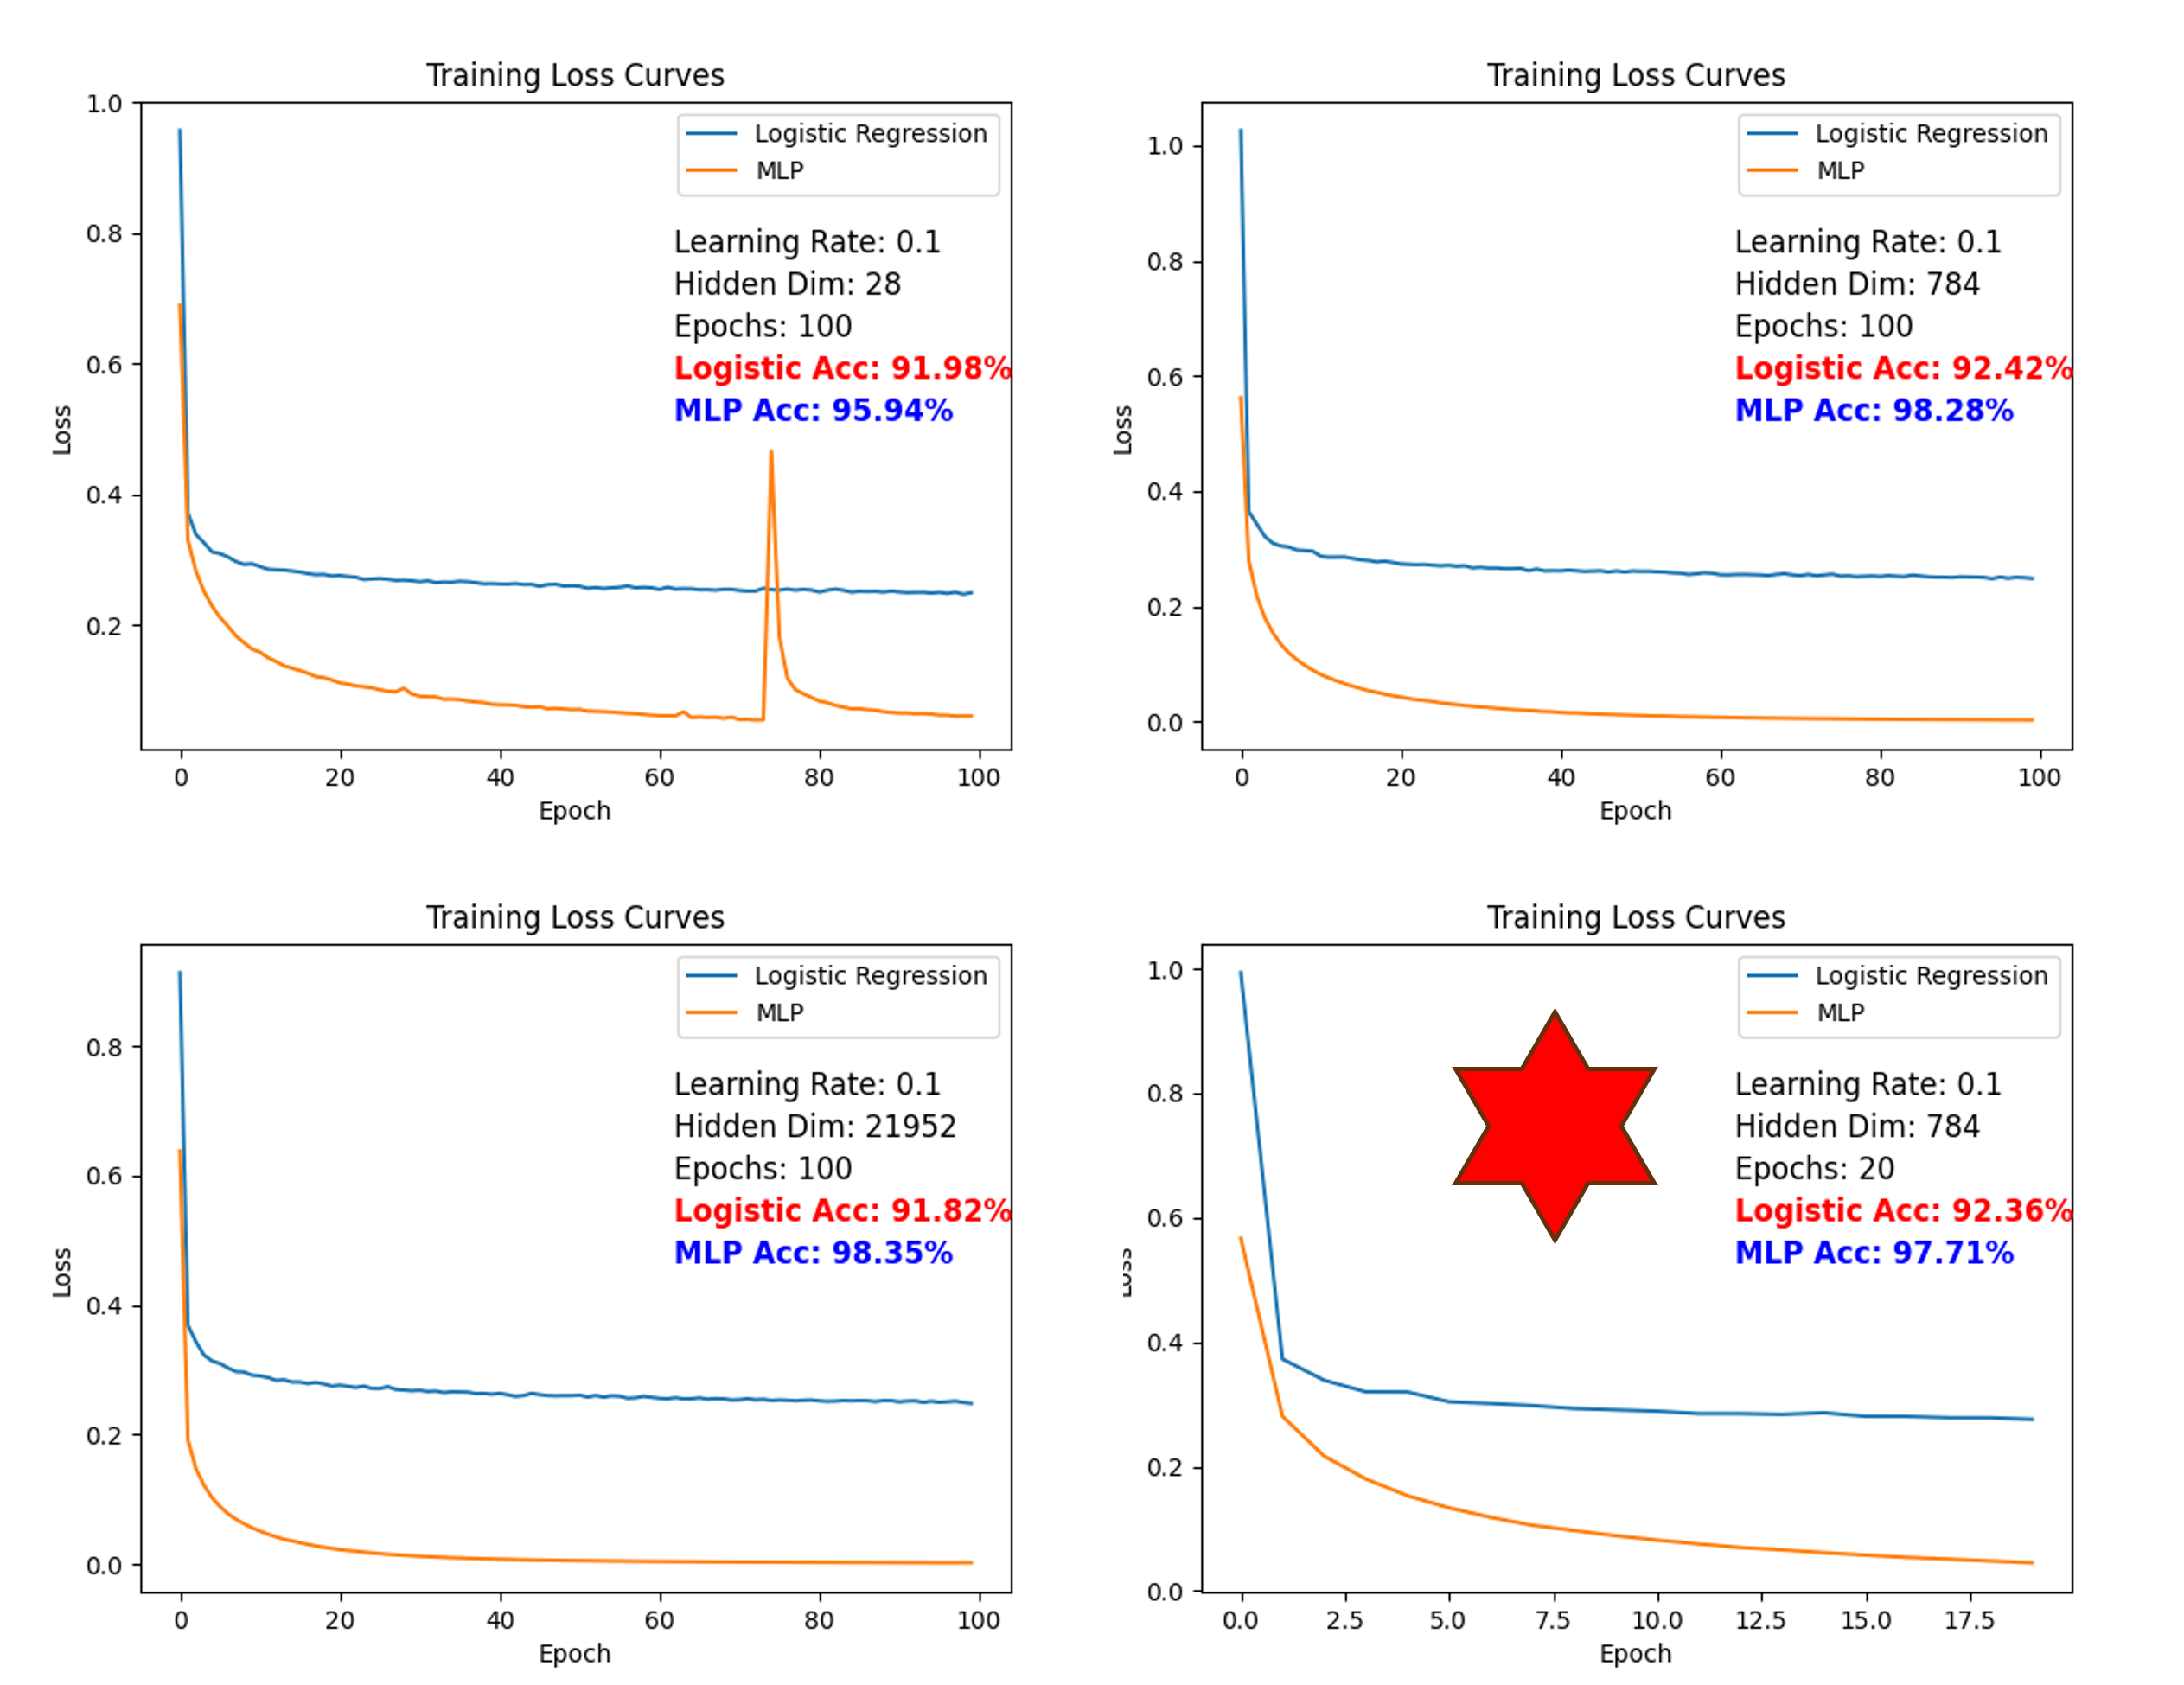 Training Loss Curves
Logistic Regression
MLP
Learning Rate: 0.1
Hidden Dim: 28
Epochs: 100
Logistic Acc: 91.98%
MLP Acc: 95.94%
1.0
0.8
0.6
0.4
0.2
Loss
0 20 40 60 80 100
Epoch
Training Loss Curves
Logistic Regression
MLP
Learning Rate: 0.1
Hidden Dim: 784
Epochs: 100
Logistic Acc: 92.42%
MLP Acc: 98.28%
1.0
0.8
0.6
0.4
0.2
0.0
Loss
0 20 40 60 80 100
Epoch
Training Loss Curves
Logistic Regression
MLP
Learning Rate: 0.1
Hidden Dim: 21952
Epochs: 100
Logistic Acc: 91.82%
MLP Acc: 98.35%
0.8
0.6
0.4
0.2
0.0
Loss
0 20 40 60 80 100
Epoch
Training Loss Curves
Logistic Regression
MLP
Learning Rate: 0.1
Hidden Dim: 784
Epochs: 20
Logistic Acc: 92.36%
MLP Acc: 97.71%
1.0
0.8
0.6
0.4
0.2
0.0
Loss
0.0 2.5 5.0 7.5 10.0 12.5 15.0 17.5
Epoch